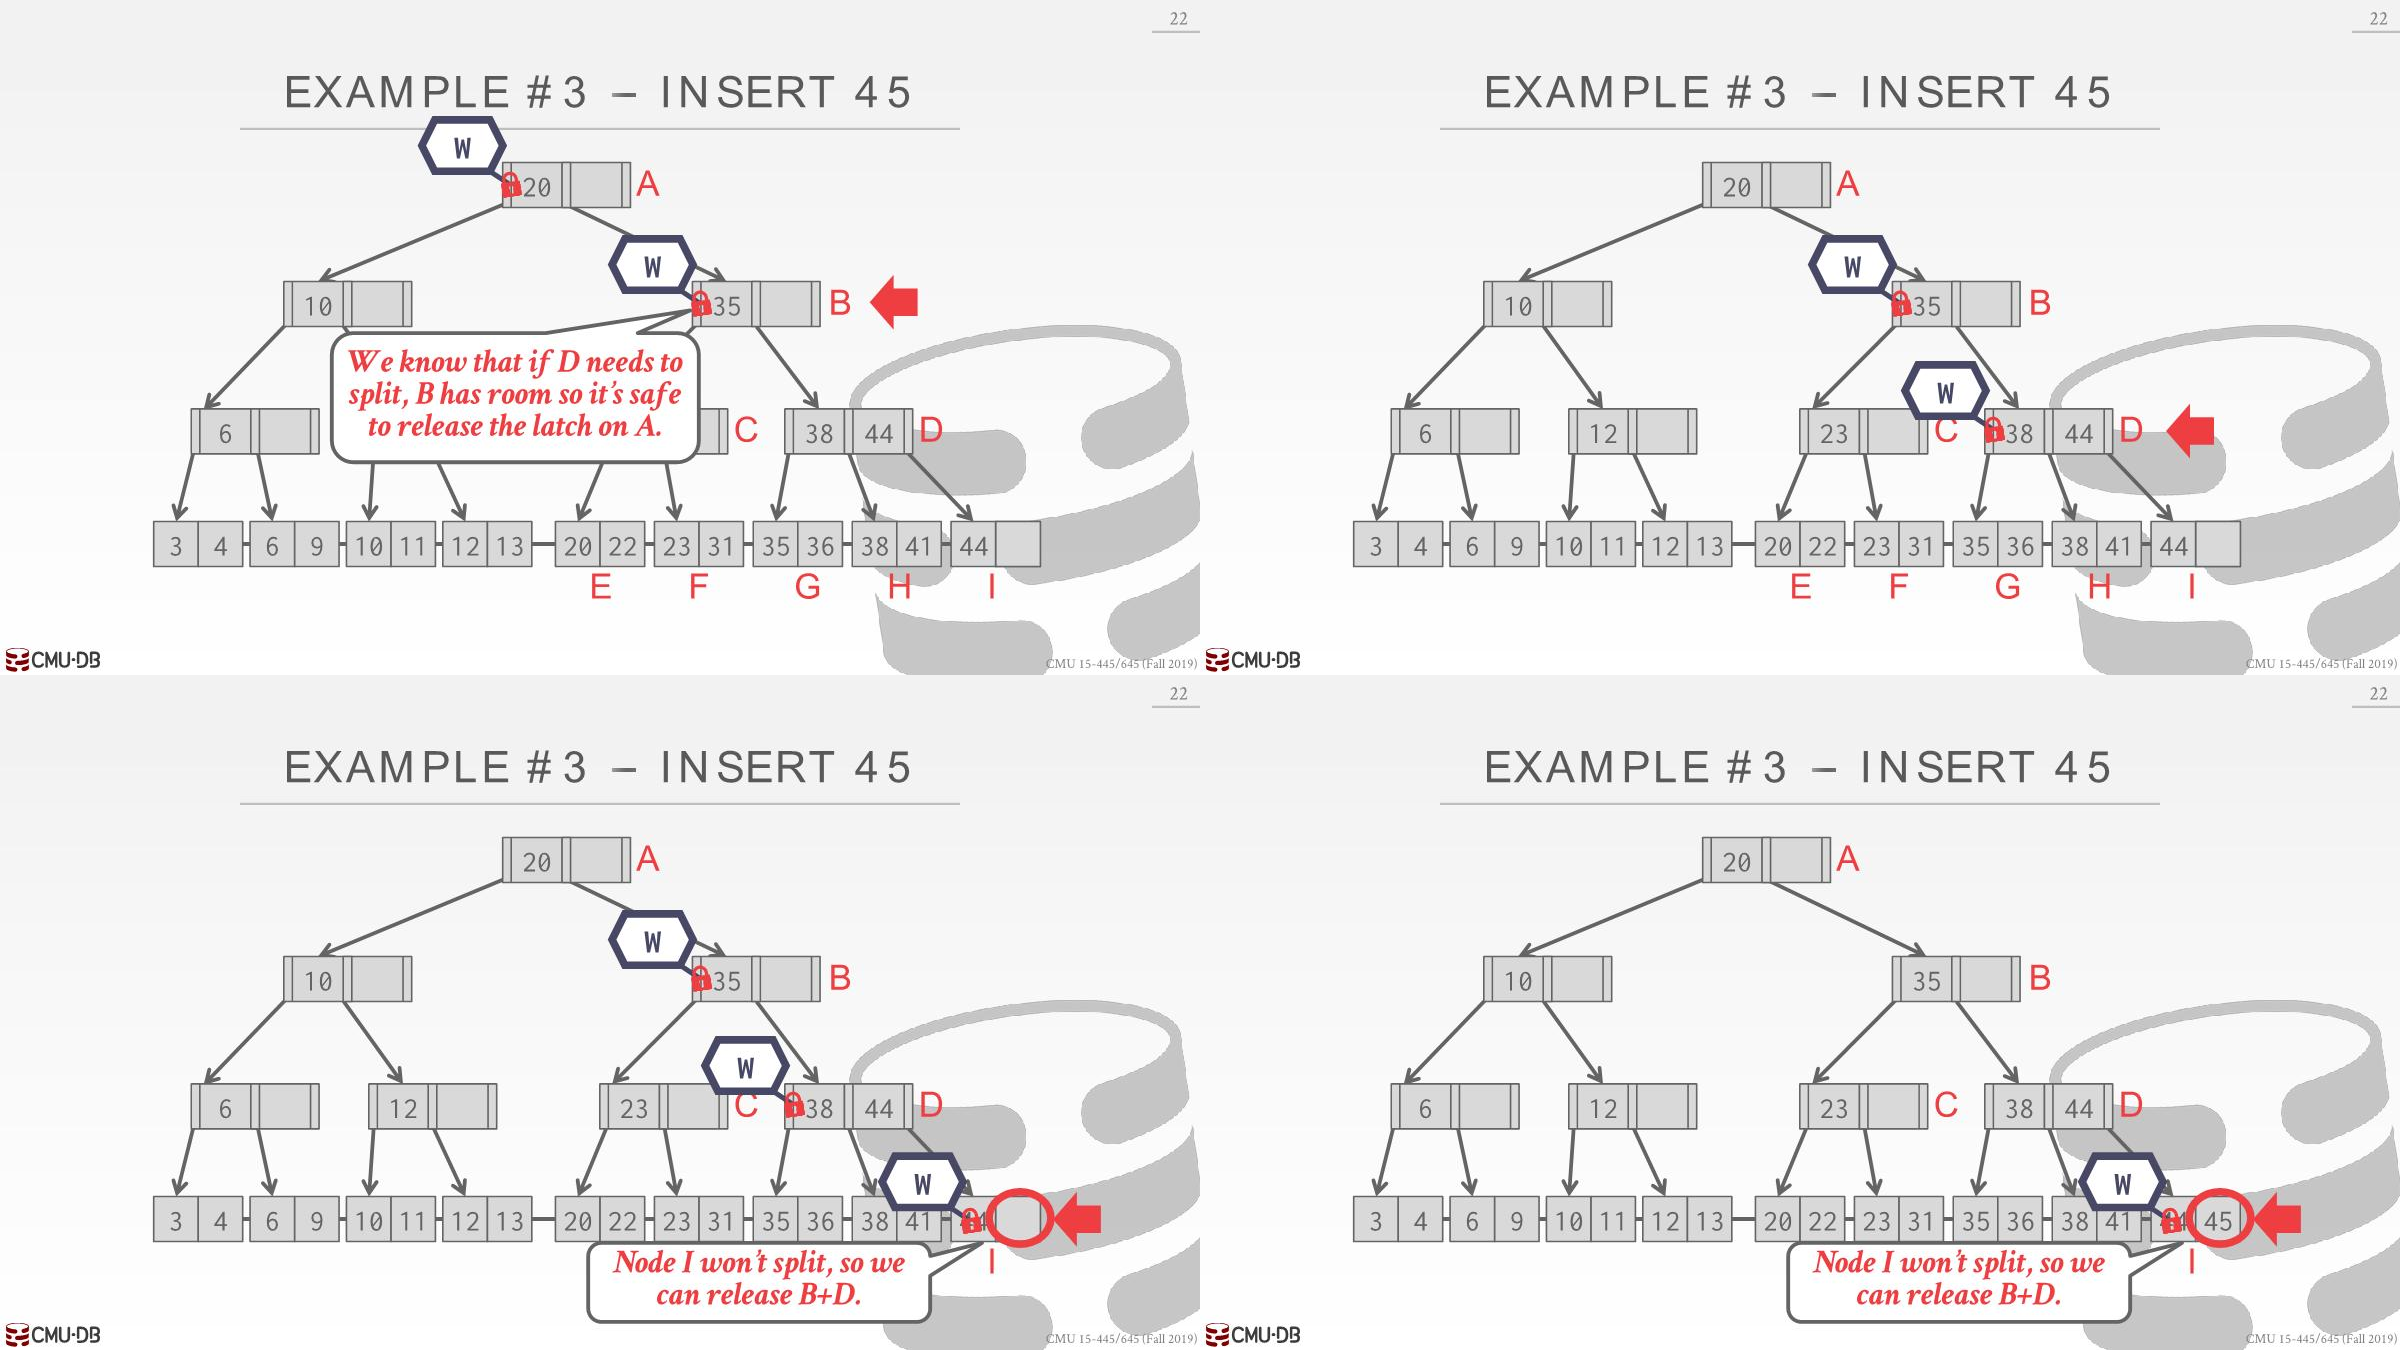 22
EXAMPLE #3 – INSERT 45
W
20 A
W
10 35 B
We know that if D needs to
split, B has room so it's safe
to release the latch on A.
6 C 38 44 D
3 4 6 9 10 11 12 13 20 22 23 31 35 36 38 41 44
E F G H I
CMU·DB
CMU 15-445/645 (Fall 2019)
22
EXAMPLE #3 – INSERT 45
20 A
W
10 35 B
W
6 12 23 C 38 44 D
3 4 6 9 10 11 12 13 20 22 23 31 35 36 38 41 44
E F G H I
CMU·DB
CMU 15-445/645 (Fall 2019)
22
EXAMPLE #3 – INSERT 45
20 A
W
10 35 B
W
6 12 23 C 38 44 D
W
3 4 6 9 10 11 12 13 20 22 23 31 35 36 38 41 44
Node I won't split, so we
can release B+D.
I
CMU·DB
CMU 15-445/645 (Fall 2019)
22
EXAMPLE #3 – INSERT 45
20 A
10 35 B
6 12 23 C 38 44 D
W
3 4 6 9 10 11 12 13 20 22 23 31 35 36 38 41 44 45
Node I won't split, so we
can release B+D.
I
CMU·DB
CMU 15-445/645 (Fall 2019)